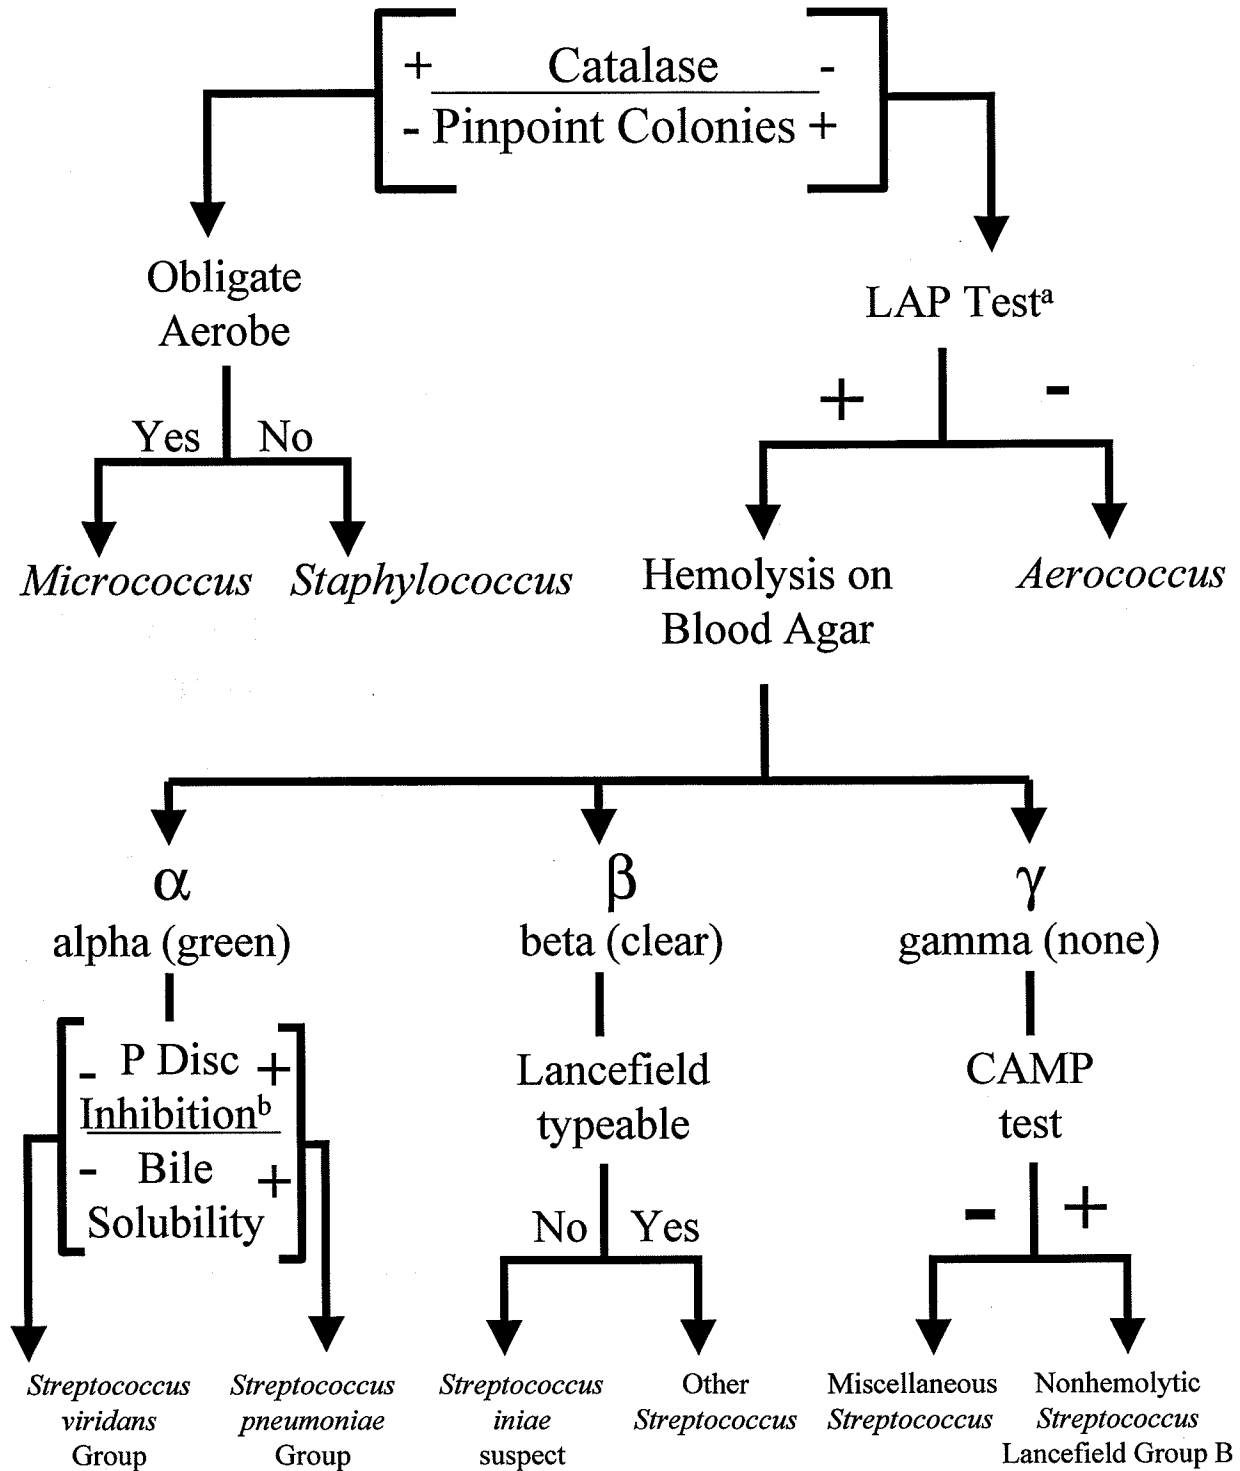 + Catalase -
- Pinpoint Colonies +
Obligate
Aerobe
LAP Testᵃ
+ -
Yes No
Micrococcus Staphylococcus
Hemolysis on
Blood Agar
Aerococcus
α β γ
alpha (green) beta (clear) gamma (none)
- P Disc +
Inhibitionᵇ
- Bile +
Solubility
Lancefield
typeable
No Yes
CAMP
test
- +
Streptococcus
viridans
Group
Streptococcus
pneumoniae
Group
Streptococcus
iniae
suspect
Other
Streptococcus
Miscellaneous
Streptococcus
Nonhemolytic
Streptococcus
Lancefield Group B